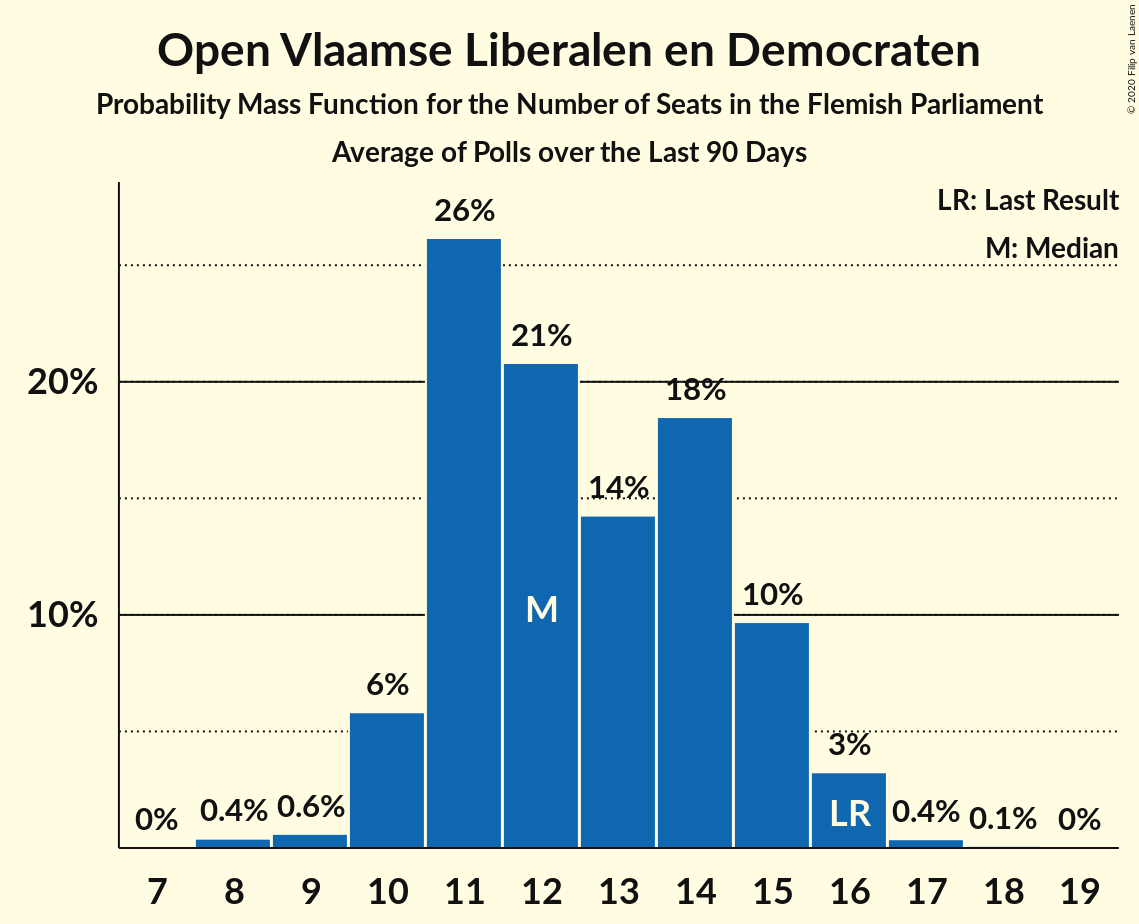 Open Vlaamse Liberalen en Democraten
Probability Mass Function for the Number of Seats in the Flemish Parliament
Average of Polls over the Last 90 Days
© 2020 Filip van Laenen
LR: Last Result
M: Median
26%
21%
20%
18%
14%
M
10%
10%
6%
3%
LR
0%
0.4%
0.6%
0.4%
0.1%
0%
7 8 9 10 11 12 13 14 15 16 17 18 19